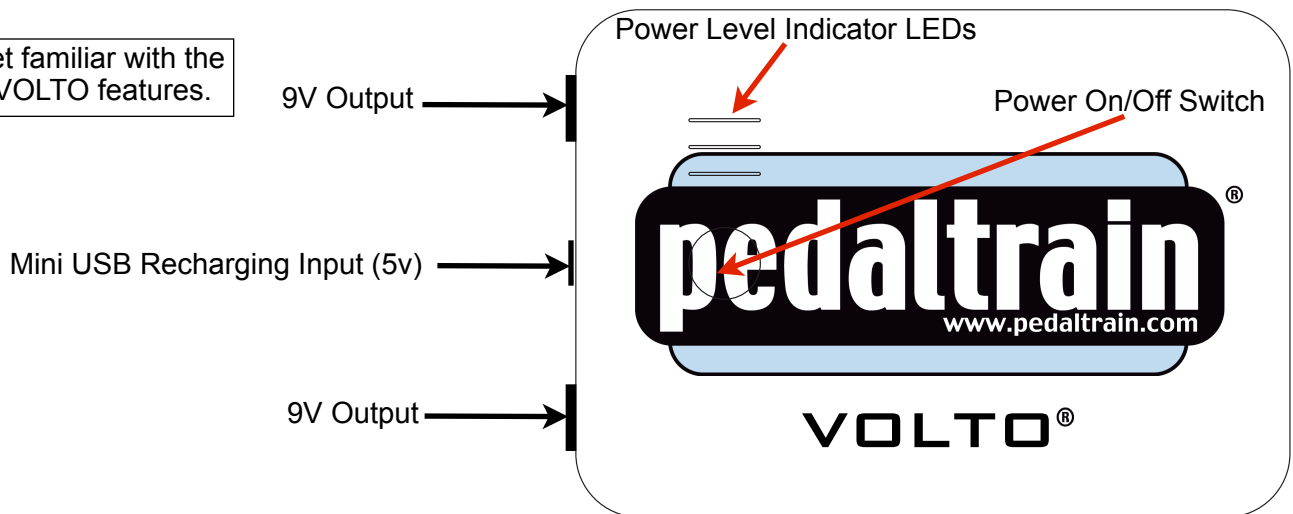 Power Level Indicator LEDs
et familiar with the
VOLTO features.
9V Output
Power On/Off Switch
®
pedaltrain
Mini USB Recharging Input (5v)
www.pedaltrain.com
9V Output
VOLTO®